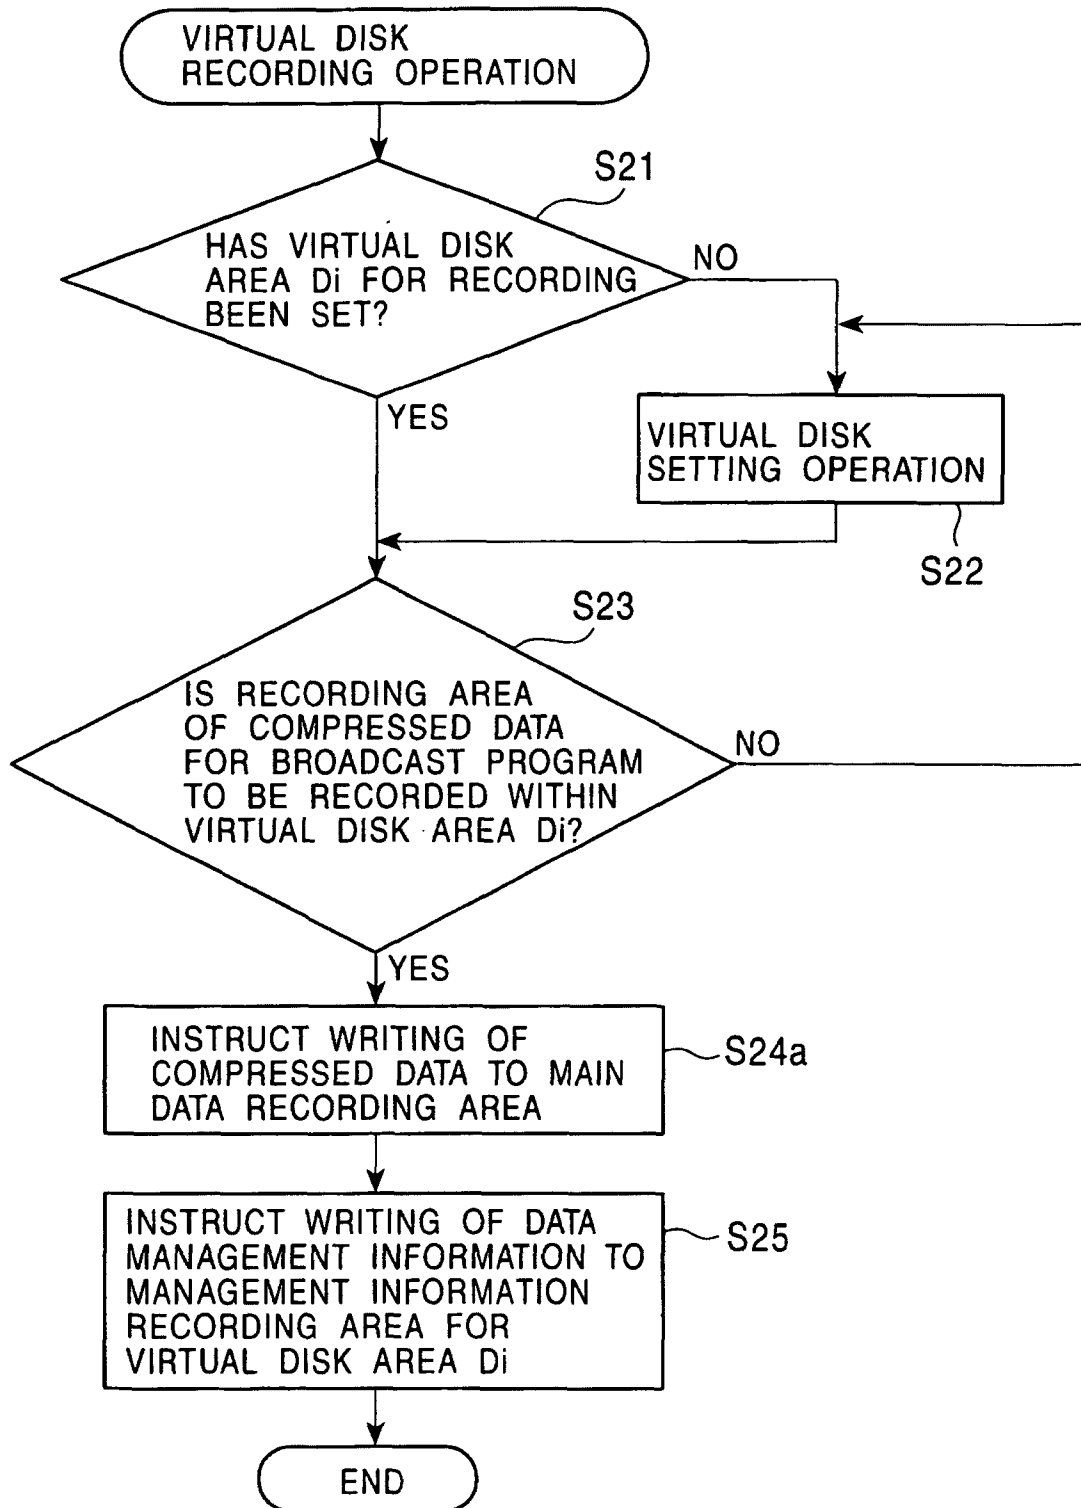 VIRTUAL DISK
RECORDING OPERATION
S21
HAS VIRTUAL DISK
AREA Di FOR RECORDING
BEEN SET?
NO
YES
VIRTUAL DISK
SETTING OPERATION
S22
S23
IS RECORDING AREA
OF COMPRESSED DATA
FOR BROADCAST PROGRAM
TO BE RECORDED WITHIN
VIRTUAL DISK AREA Di?
NO
YES
INSTRUCT WRITING OF
COMPRESSED DATA TO MAIN
DATA RECORDING AREA
S24a
INSTRUCT WRITING OF DATA
MANAGEMENT INFORMATION TO
MANAGEMENT INFORMATION
RECORDING AREA FOR
VIRTUAL DISK AREA Di
S25
END